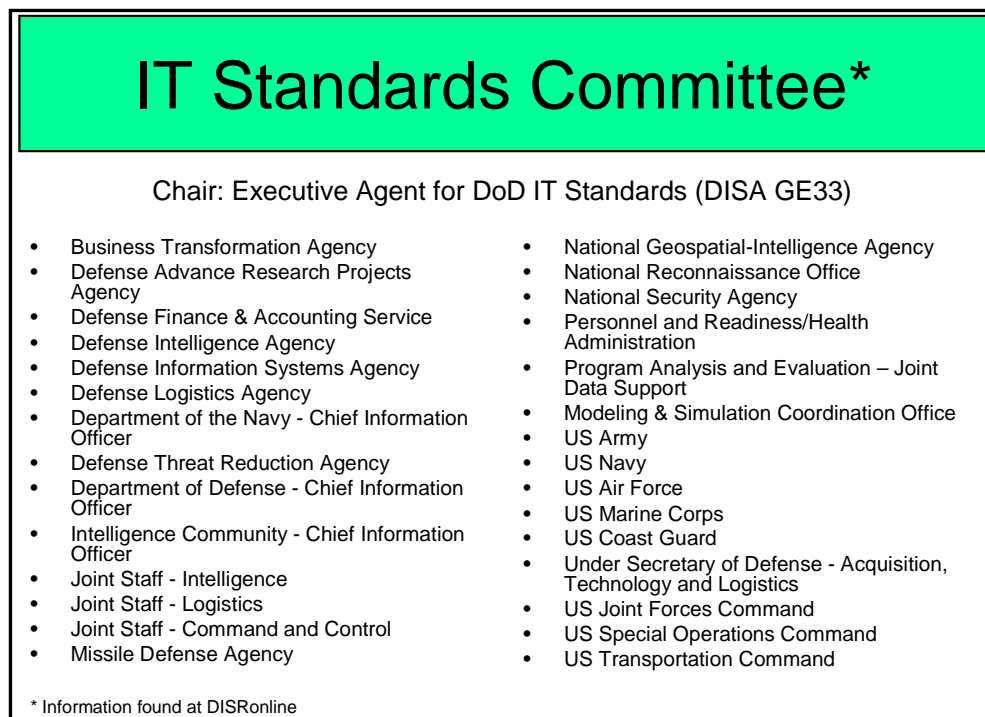 IT Standards Committee*
Chair: Executive Agent for DoD IT Standards (DISA GE33)
• Business Transformation Agency
• Defense Advance Research Projects
Agency
• Defense Finance & Accounting Service
• Defense Intelligence Agency
• Defense Information Systems Agency
• Defense Logistics Agency
• Department of the Navy - Chief Information
Officer
• Defense Threat Reduction Agency
• Department of Defense - Chief Information
Officer
• Intelligence Community - Chief Information
Officer
• Joint Staff - Intelligence
• Joint Staff - Logistics
• Joint Staff - Command and Control
• Missile Defense Agency
• National Geospatial-Intelligence Agency
• National Reconnaissance Office
• National Security Agency
• Personnel and Readiness/Health
Administration
• Program Analysis and Evaluation – Joint
Data Support
• Modeling & Simulation Coordination Office
• US Army
• US Navy
• US Air Force
• US Marine Corps
• US Coast Guard
• Under Secretary of Defense - Acquisition,
Technology and Logistics
• US Joint Forces Command
• US Special Operations Command
• US Transportation Command
* Information found at DISRonline